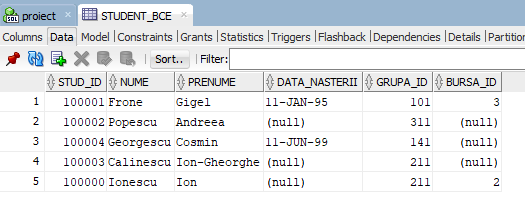 SQL project × STUDENT_BCE ×
Columns Data Model Constraints Grants Statistics Triggers Flashback Dependencies Details Partition
Sort.. Filter:
STUD_ID NUME PRENUME DATA_NASTERII GRUPA_ID BURSA_ID
1 100001 Frone Gigel 11-JAN-95 101 3
2 100002 Popescu Andreea (null) 311 (null)
3 100004 Georgescu Cosmin 11-JUN-99 141 (null)
4 100003 Calinescu Ion-Gheorghe (null) 211 (null)
5 100000 Ionescu Ion (null) 211 2